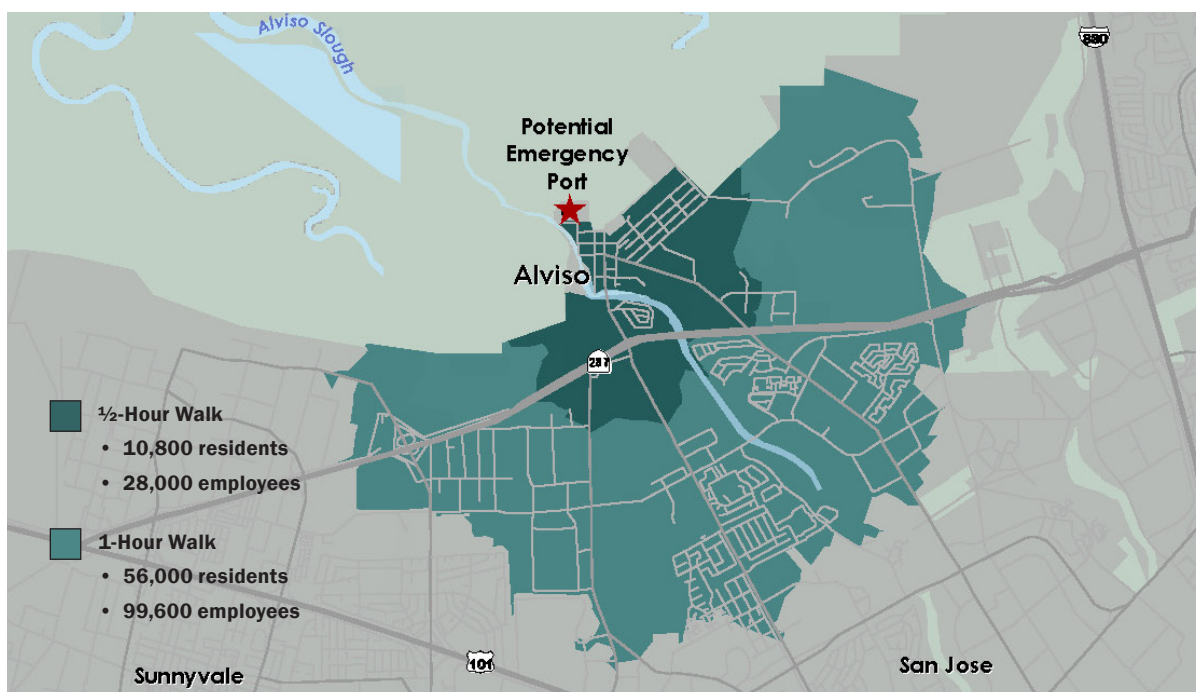 Alviso Slough
880
Potential
Emergency
Port
Alviso
237
½-Hour Walk
• 10,800 residents
• 28,000 employees
1-Hour Walk
• 56,000 residents
• 99,600 employees
Sunnyvale
101
San Jose